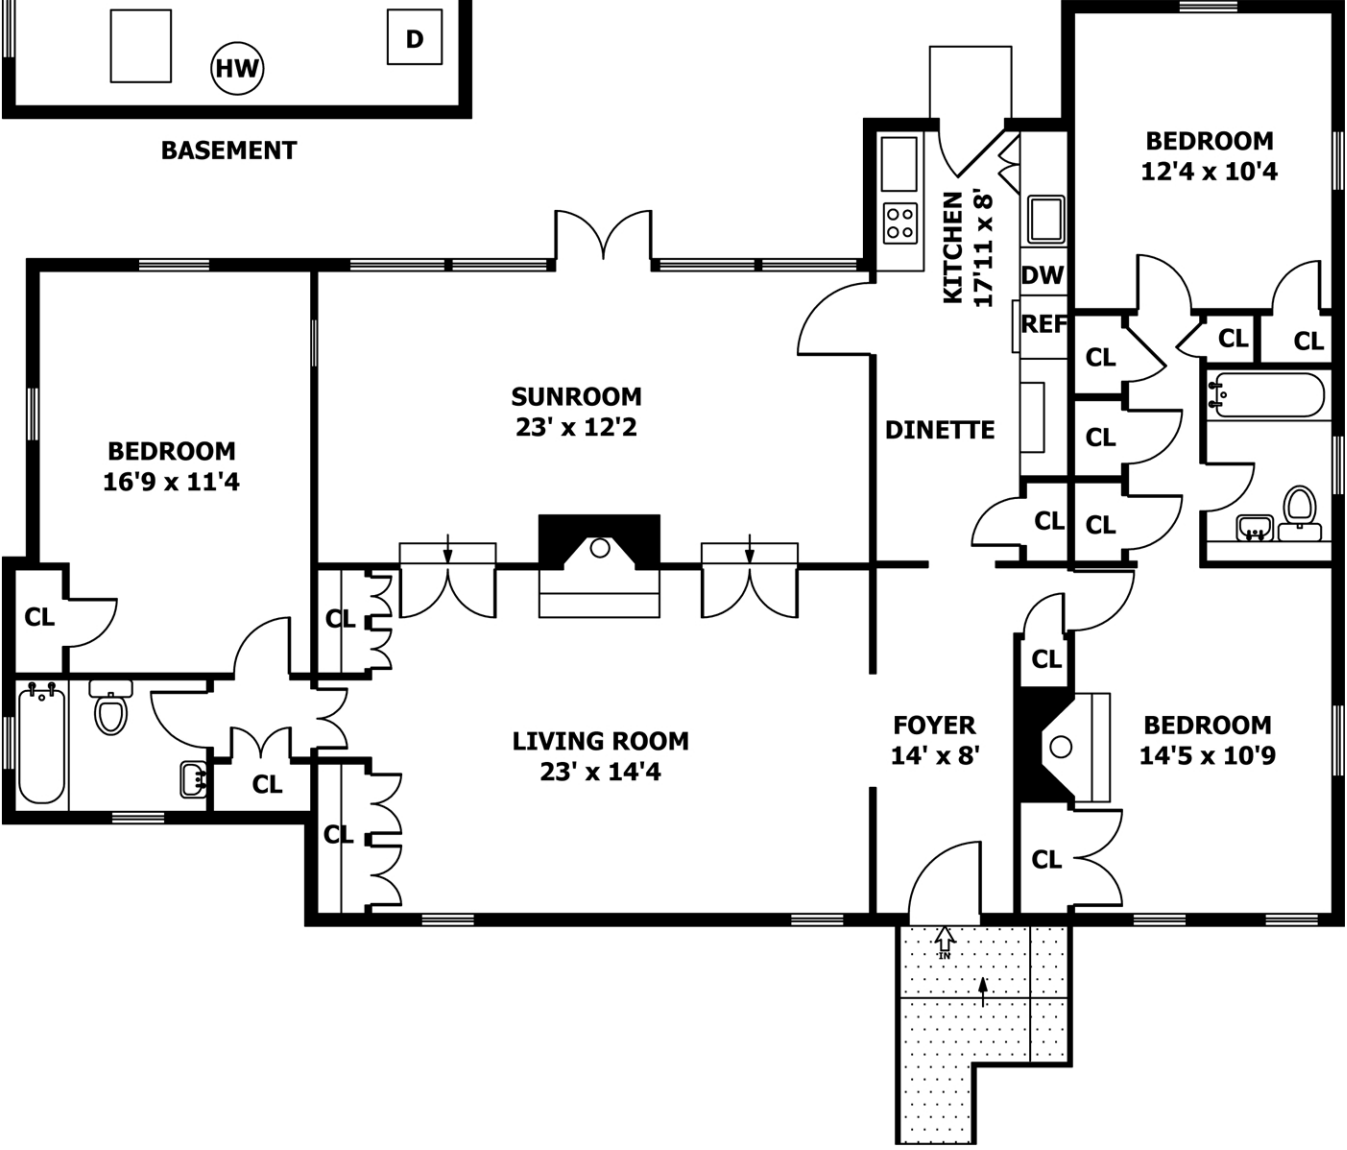 HW
D
BASEMENT
BEDROOM
12'4 x 10'4
KITCHEN
17'11 x 8'
DW
REF
CL
CL
CL
SUNROOM
23' x 12'2
DINETTE
CL
BEDROOM
16'9 x 11'4
CL
CL
CL
CL
CL
BEDROOM
14'5 x 10'9
FOYER
14' x 8'
LIVING ROOM
23' x 14'4
CL
CL
CL
IN